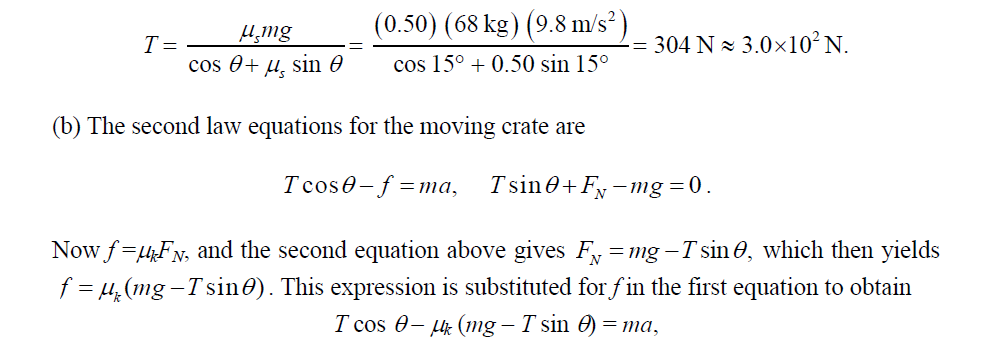 T = μ_s mg / (cos θ + μ_s sin θ) = (0.50) (68 kg) (9.8 m/s²) / (cos 15° + 0.50 sin 15°) = 304 N ≈ 3.0×10² N.
(b) The second law equations for the moving crate are
T cos θ − f = ma, T sin θ + F_N − mg = 0.
Now f = μ_k F_N, and the second equation above gives F_N = mg − T sin θ, which then yields
f = μ_k (mg − T sin θ). This expression is substituted for f in the first equation to obtain
T cos θ − μ_k (mg − T sin θ) = ma,